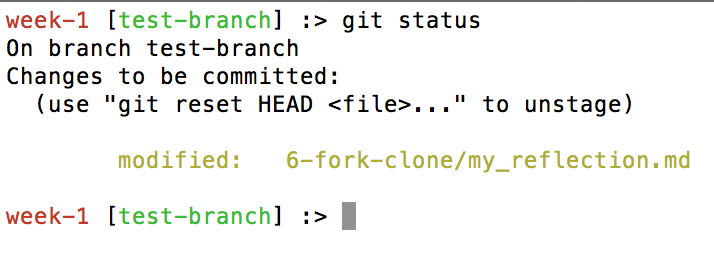 week-1 [test-branch] :> git status
On branch test-branch
Changes to be committed:
  (use "git reset HEAD <file>..." to unstage)
        modified:   6-fork-clone/my_reflection.md
week-1 [test-branch] :>